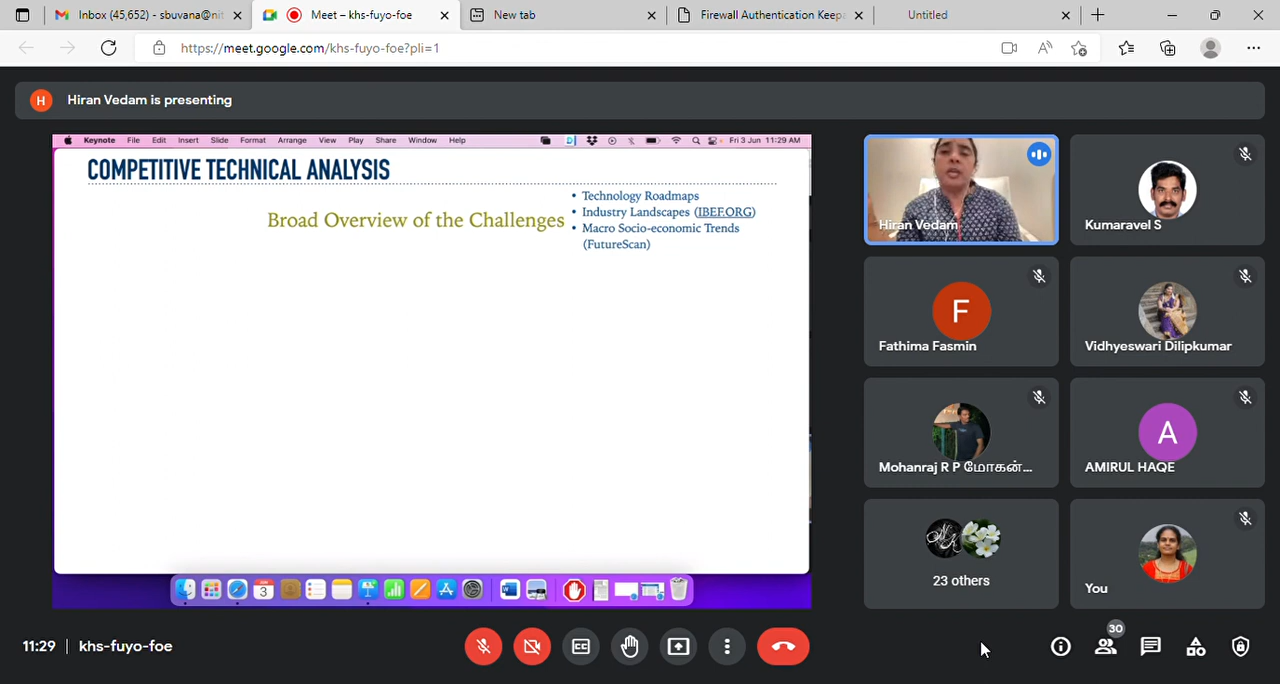 Inbox (45,652) - sbuvana@nit
Meet – khs-fuyo-foe
New tab
Firewall Authentication Keepa
Untitled
https://meet.google.com/khs-fuyo-foe?pli=1
H
Hiran Vedam is presenting
Keynote File Edit Insert Slide Format Arrange View Play Share Window Help
Fri 3 Jun 11:29 AM
COMPETITIVE TECHNICAL ANALYSIS
Broad Overview of the Challenges
• Technology Roadmaps
• Industry Landscapes (IBEF.ORG)
• Macro Socio-economic Trends
(FutureScan)
Hiran Vedam
Kumaravel S
F
Fathima Fasmin
Vidhyeswari Dilipkumar
Mohanraj R P மோகன்...
A
AMIRUL HAQE
23 others
You
3
11:29 | khs-fuyo-foe
30